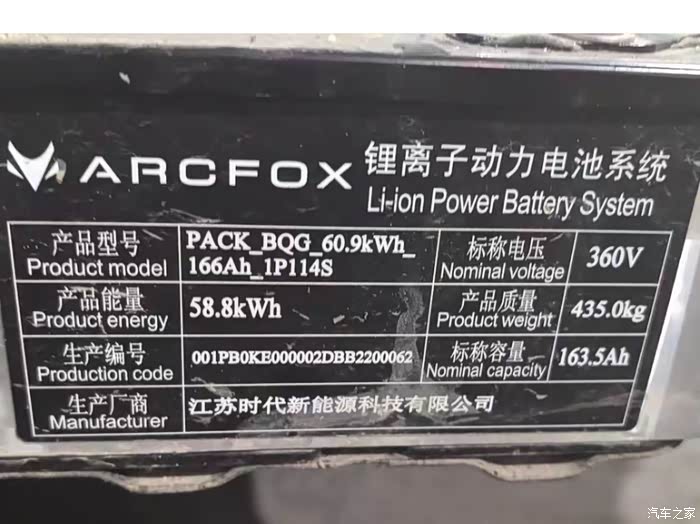 ARCFOX 锂离子动力电池系统
Li-ion Power Battery System
产品型号 PACK_BQG_60.9kWh_ 标称电压 360V
Product model 166Ah_1P114S Nominal voltage
产品能量 58.8kWh 产品质量 435.0kg
Product energy Product weight
生产编号 001PB0KE000002DBB2200062 标称容量 163.5Ah
Production code Nominal capacity
生产厂商 江苏时代新能源科技有限公司
Manufacturer
汽车之家